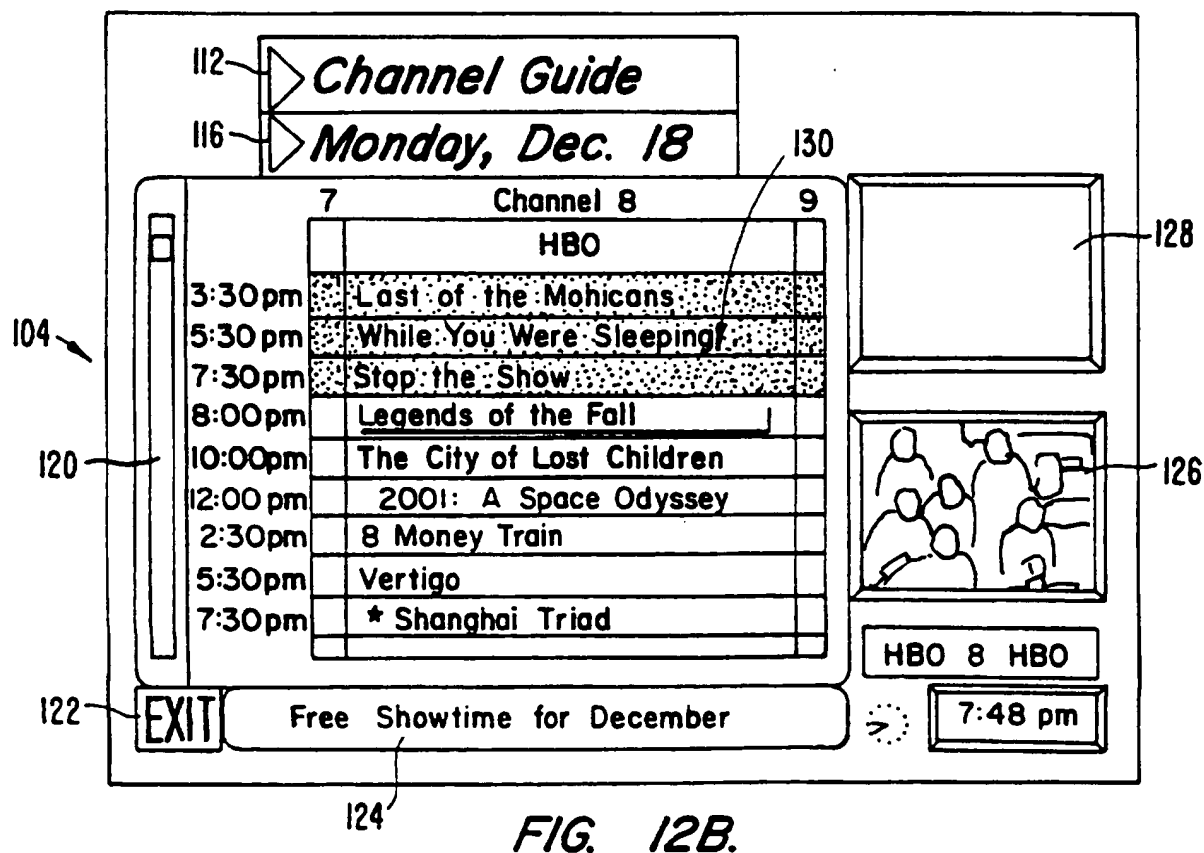 112 Channel Guide
116 Monday, Dec. 18
130
7 Channel 8 9
HBO
128
3:30pm Last of the Mohicans
104
5:30 pm While You Were Sleeping
7:30pm Stop the Show
8:00pm Legends of the Fall
120
10:00pm The City of Lost Children
126
12:00 pm 2001: A Space Odyssey
2:30pm 8 Money Train
5:30pm Vertigo
7:30pm * Shanghai Triad
HBO 8 HBO
122 EXIT Free Showtime for December 7:48 pm
124
FIG. 12B.